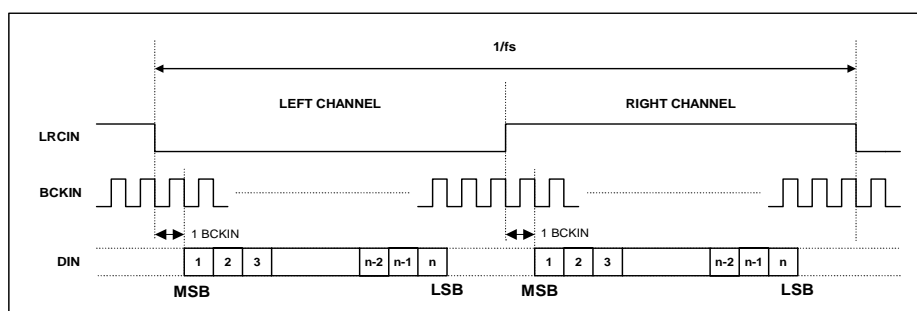 1/fs
LEFT CHANNEL RIGHT CHANNEL
LRCIN
BCKIN
1 BCKIN 1 BCKIN
DIN 1 2 3 n-2 n-1 n 1 2 3 n-2 n-1 n
MSB LSB MSB LSB